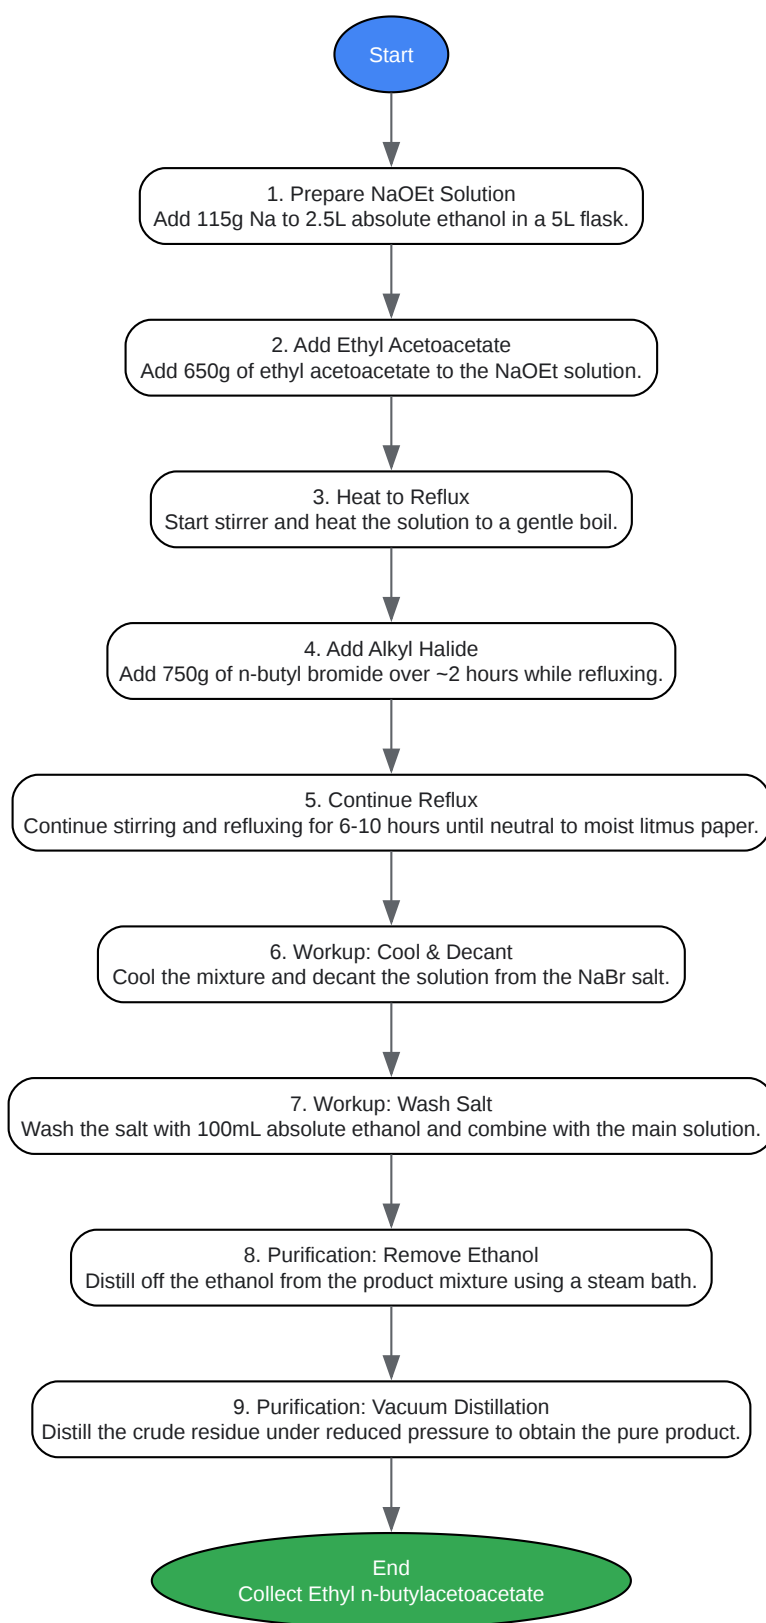 Start
1. Prepare NaOEt Solution
Add 115g Na to 2.5L absolute ethanol in a 5L flask.
2. Add Ethyl Acetoacetate
Add 650g of ethyl acetoacetate to the NaOEt solution.
3. Heat to Reflux
Start stirrer and heat the solution to a gentle boil.
4. Add Alkyl Halide
Add 750g of n-butyl bromide over ~2 hours while refluxing.
5. Continue Reflux
Continue stirring and refluxing for 6-10 hours until neutral to moist litmus paper.
6. Workup: Cool & Decant
Cool the mixture and decant the solution from the NaBr salt.
7. Workup: Wash Salt
Wash the salt with 100mL absolute ethanol and combine with the main solution.
8. Purification: Remove Ethanol
Distill off the ethanol from the product mixture using a steam bath.
9. Purification: Vacuum Distillation
Distill the crude residue under reduced pressure to obtain the pure product.
End
Collect Ethyl n-butylacetoacetate